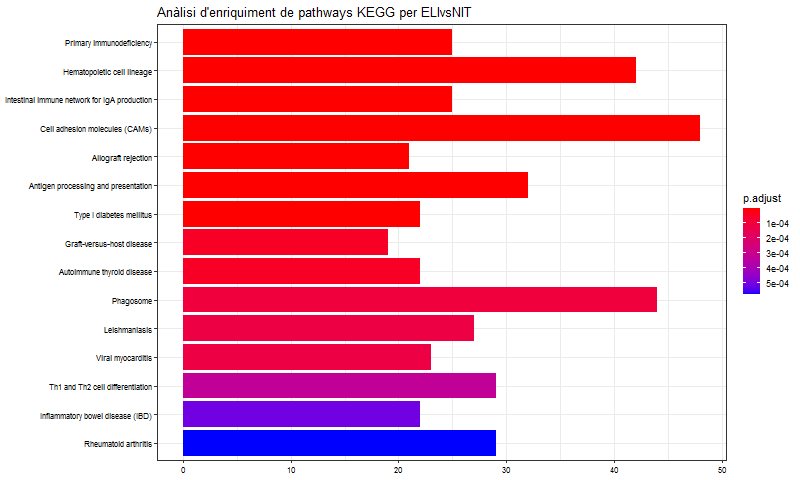 Anàlisi d'enriquiment de pathways KEGG per ELIvsNIT
Primary immunodeficiency
Hematopoietic cell lineage
Intestinal immune network for IgA production
Cell adhesion molecules (CAMs)
Allograft rejection
Antigen processing and presentation
Type I diabetes mellitus
Graft-versus-host disease
Autoimmune thyroid disease
Phagosome
Leishmaniasis
Viral myocarditis
Th1 and Th2 cell differentiation
Inflammatory bowel disease (IBD)
Rheumatoid arthritis
0 10 20 30 40 50
p.adjust
1e-04
2e-04
3e-04
4e-04
5e-04